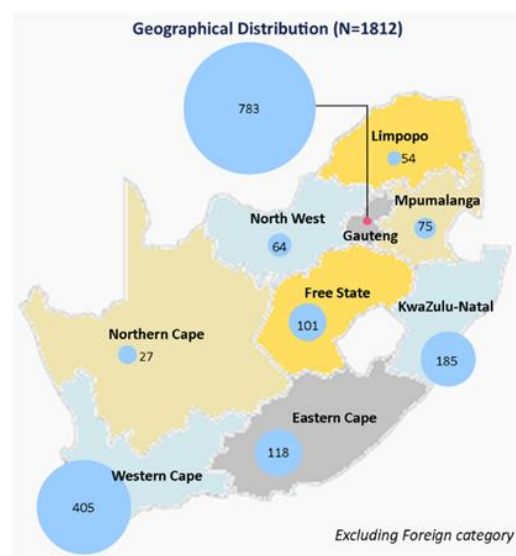 Geographical Distribution (N=1812)
783
Limpopo
54
Mpumalanga
75
North West
64
Gauteng
Free State
101
KwaZulu-Natal
185
Northern Cape
27
Eastern Cape
118
Western Cape
405
Excluding Foreign category